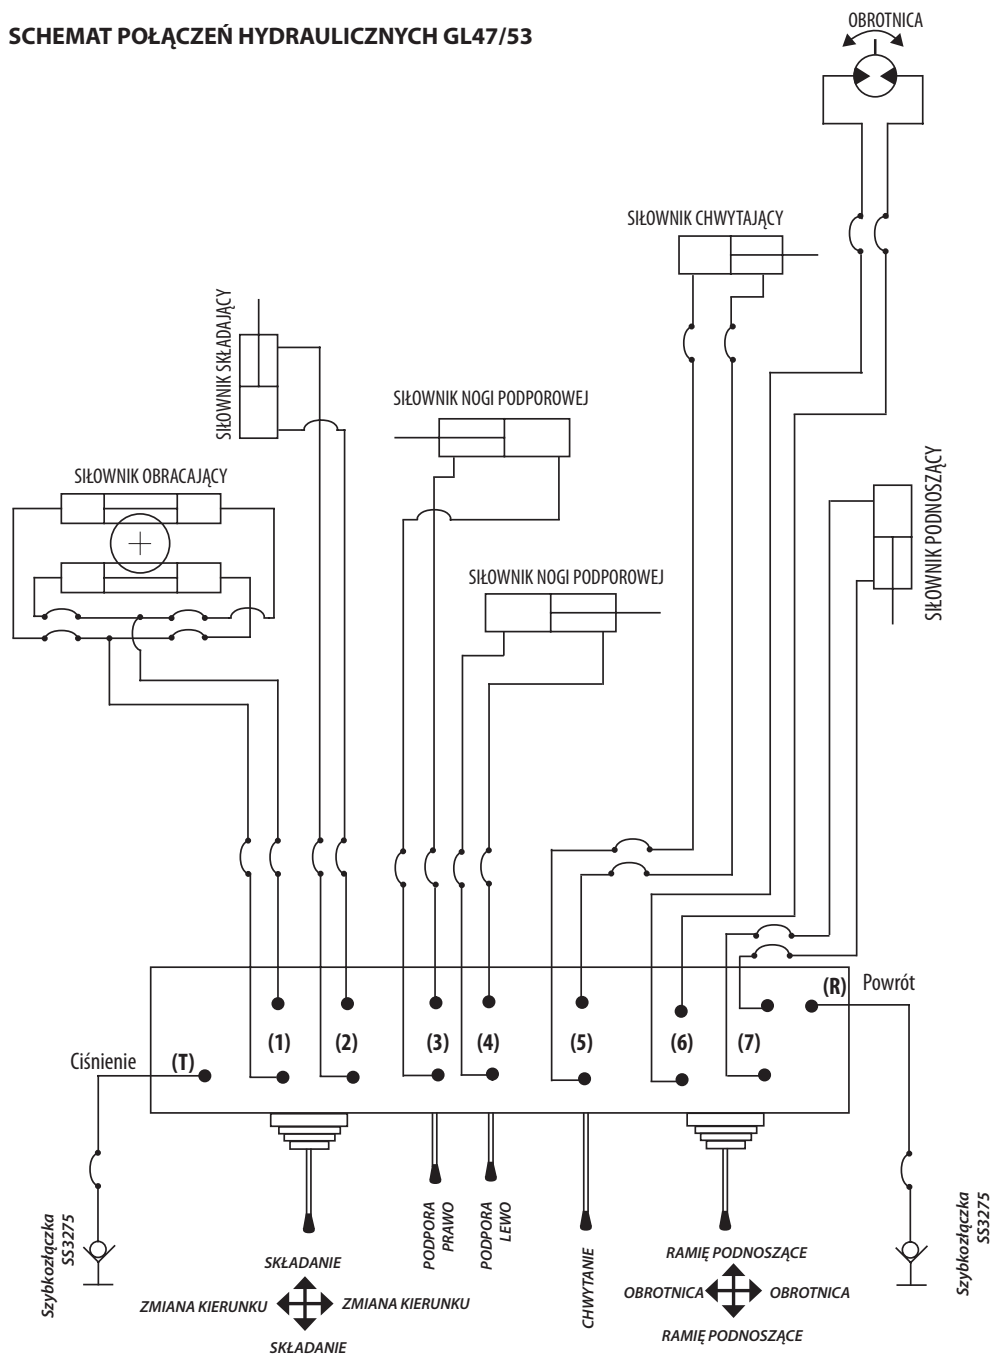 SCHEMAT POŁĄCZEŃ HYDRAULICZNYCH GL47/53
OBROTNICA
SIŁOWNIK CHWYTAJĄCY
SIŁOWNIK SKŁADAJĄCY
SIŁOWNIK NOGI PODPOROWEJ
SIŁOWNIK OBRACAJĄCY
SIŁOWNIK PODNOSZĄCY
SIŁOWNIK NOGI PODPOROWEJ
(R)
Powrót
(1)
(2)
(3)
(4)
(5)
(6)
(7)
Ciśnienie
(T)
Szybkozłączka
SS3275
PODPORA
PRAWO
PODPORA
LEWO
CHWYTANIE
Szybkozłączka
SS3275
SKŁADANIE
ZMIANA KIERUNKU
ZMIANA KIERUNKU
SKŁADANIE
RAMIĘ PODNOSZĄCE
OBROTNICA
OBROTNICA
RAMIĘ PODNOSZĄCE